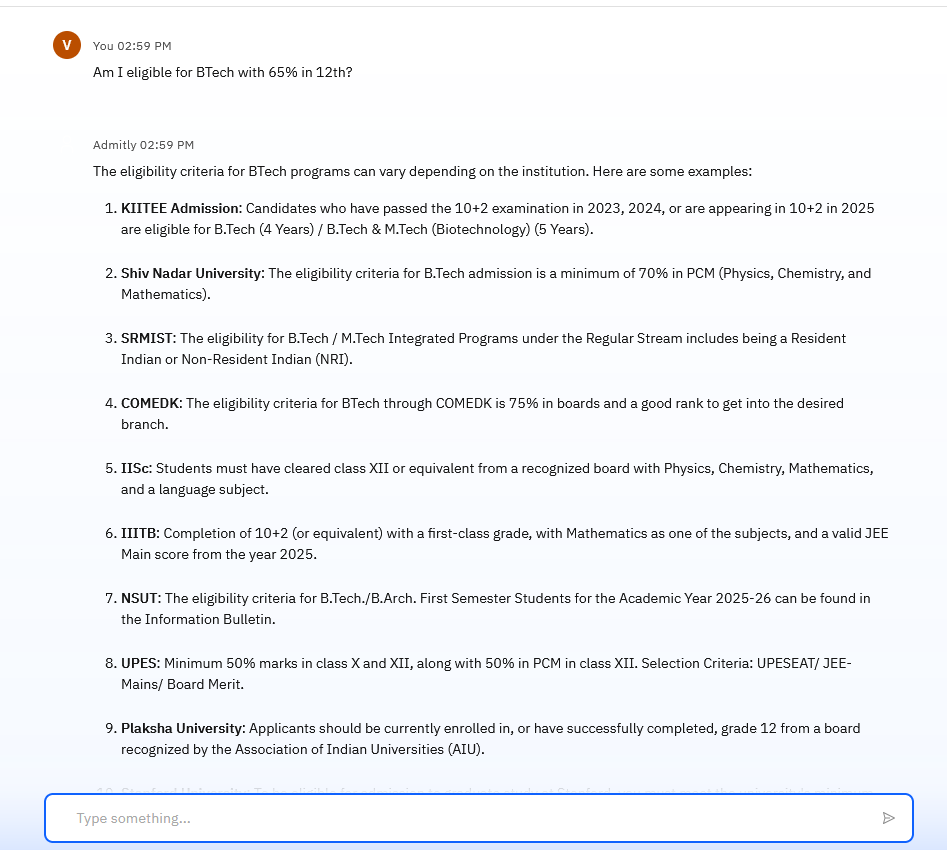 V
You 02:59 PM
Am I eligible for BTech with 65% in 12th?
Admitly 02:59 PM
The eligibility criteria for BTech programs can vary depending on the institution. Here are some examples:
1. KIITEE Admission: Candidates who have passed the 10+2 examination in 2023, 2024, or are appearing in 10+2 in 2025
are eligible for B.Tech (4 Years) / B.Tech & M.Tech (Biotechnology) (5 Years).
2. Shiv Nadar University: The eligibility criteria for B.Tech admission is a minimum of 70% in PCM (Physics, Chemistry, and
Mathematics).
3. SRMIST: The eligibility for B.Tech / M.Tech Integrated Programs under the Regular Stream includes being a Resident
Indian or Non-Resident Indian (NRI).
4. COMEDK: The eligibility criteria for BTech through COMEDK is 75% in boards and a good rank to get into the desired
branch.
5. IISc: Students must have cleared class XII or equivalent from a recognized board with Physics, Chemistry, Mathematics,
and a language subject.
6. IIITB: Completion of 10+2 (or equivalent) with a first-class grade, with Mathematics as one of the subjects, and a valid JEE
Main score from the year 2025.
7. NSUT: The eligibility criteria for B.Tech./B.Arch. First Semester Students for the Academic Year 2025-26 can be found in
the Information Bulletin.
8. UPES: Minimum 50% marks in class X and XII, along with 50% in PCM in class XII. Selection Criteria: UPESEAT/ JEE-
Mains/ Board Merit.
9. Plaksha University: Applicants should be currently enrolled in, or have successfully completed, grade 12 from a board
recognized by the Association of Indian Universities (AIU).
Type something...